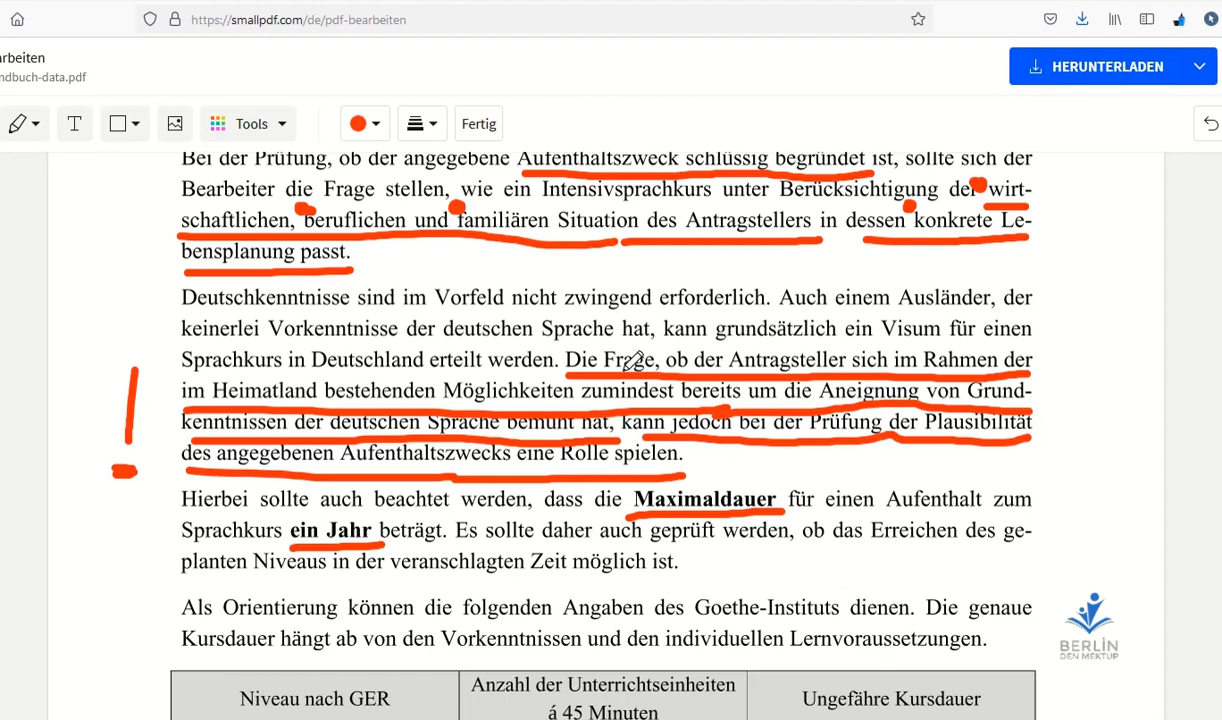 https://smallpdf.com/de/pdf-bearbeiten
arbeiten
ndbuch-data.pdf
HERUNTERLADEN
T
Tools
Fertig
Bei der Prüfung, ob der angegebene Aufenthaltszweck schlüssig begründet ist, sollte sich der
Bearbeiter die Frage stellen, wie ein Intensivsprachkurs unter Berücksichtigung der wirt-
schaftlichen, beruflichen und familiären Situation des Antragstellers in dessen konkrete Le-
bensplanung passt.
Deutschkenntnisse sind im Vorfeld nicht zwingend erforderlich. Auch einem Ausländer, der
keinerlei Vorkenntnisse der deutschen Sprache hat, kann grundsätzlich ein Visum für einen
Sprachkurs in Deutschland erteilt werden. Die Frage, ob der Antragsteller sich im Rahmen der
im Heimatland bestehenden Möglichkeiten zumindest bereits um die Aneignung von Grund-
kenntnissen der deutschen Sprache bemüht hat, kann jedoch bei der Prüfung der Plausibilität
des angegebenen Aufenthaltszwecks eine Rolle spielen.
!
Hierbei sollte auch beachtet werden, dass die Maximaldauer für einen Aufenthalt zum
Sprachkurs ein Jahr beträgt. Es sollte daher auch geprüft werden, ob das Erreichen des ge-
planten Niveaus in der veranschlagten Zeit möglich ist.
Als Orientierung können die folgenden Angaben des Goethe-Instituts dienen. Die genaue
Kursdauer hängt ab von den Vorkenntnissen und den individuellen Lernvoraussetzungen.
BERLİN
DEN MEKTUP
Niveau nach GER
Anzahl der Unterrichtseinheiten
á 45 Minuten
Ungefähre Kursdauer